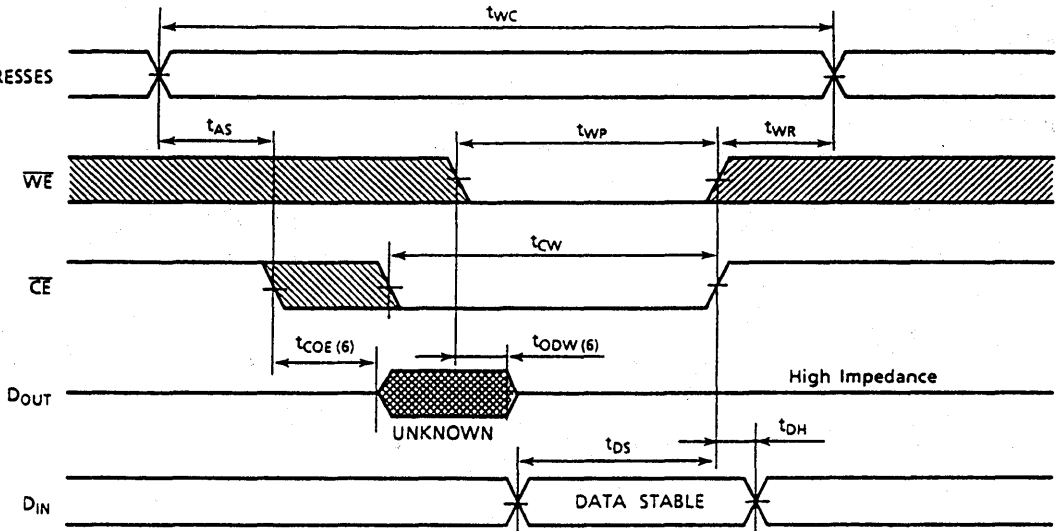 tWC
RESSES
tAS
tWP
tWR
WE
tCW
CE
tCOE (6)
tODW (6)
High Impedance
DOUT
UNKNOWN
tDS
tDH
DIN
DATA STABLE